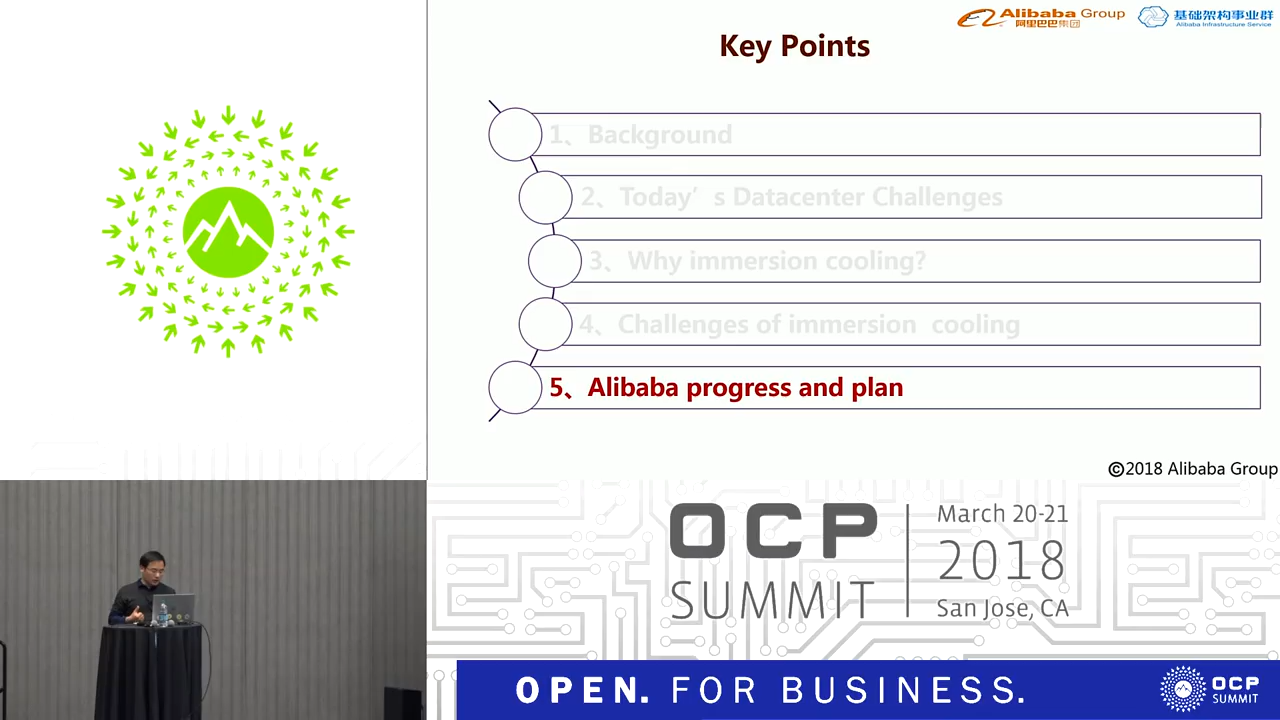 Alibaba Group
阿里巴巴集团
基础架构事业群
Alibaba Infrastructure Service
Key Points
1、Background
2、Today’s Datacenter Challenges
3、Why immersion cooling?
4、Challenges of immersion cooling
5、Alibaba progress and plan
©2018 Alibaba Group
OCP
SUMMIT
March 20-21
2018
San Jose, CA
OPEN. FOR BUSINESS.
OCP
SUMMIT